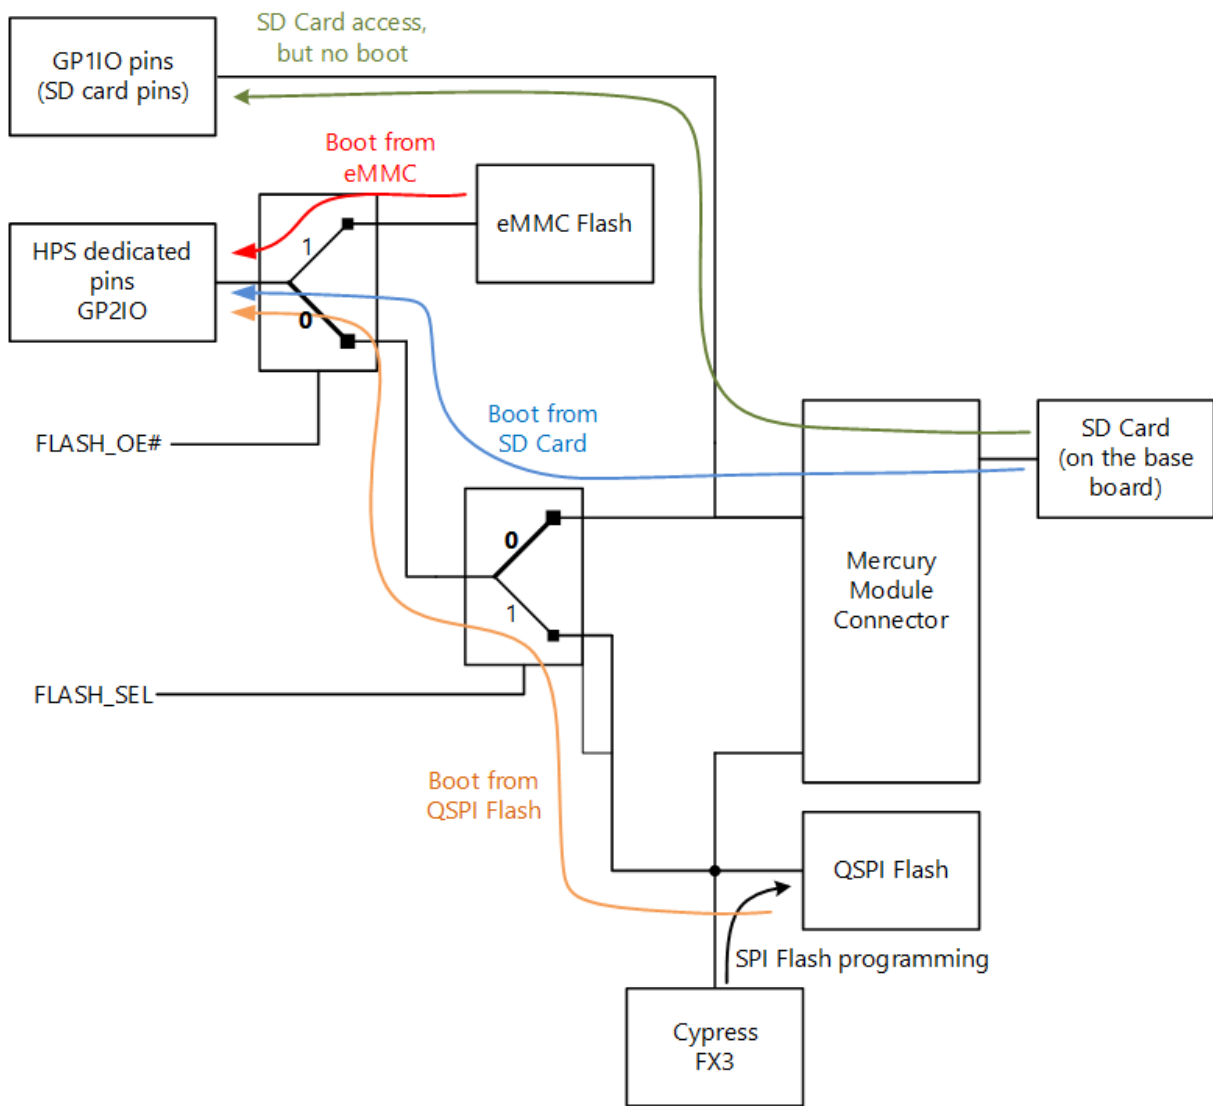 SD Card access,
but no boot
GP1IO pins
(SD card pins)
Boot from
eMMC
eMMC Flash
1
HPS dedicated
pins
GP2IO
0
FLASH_OE#
Boot from
SD Card
SD Card
(on the base
board)
0
1
Mercury
Module
Connector
FLASH_SEL
Boot from
QSPI Flash
QSPI Flash
SPI Flash programming
Cypress
FX3